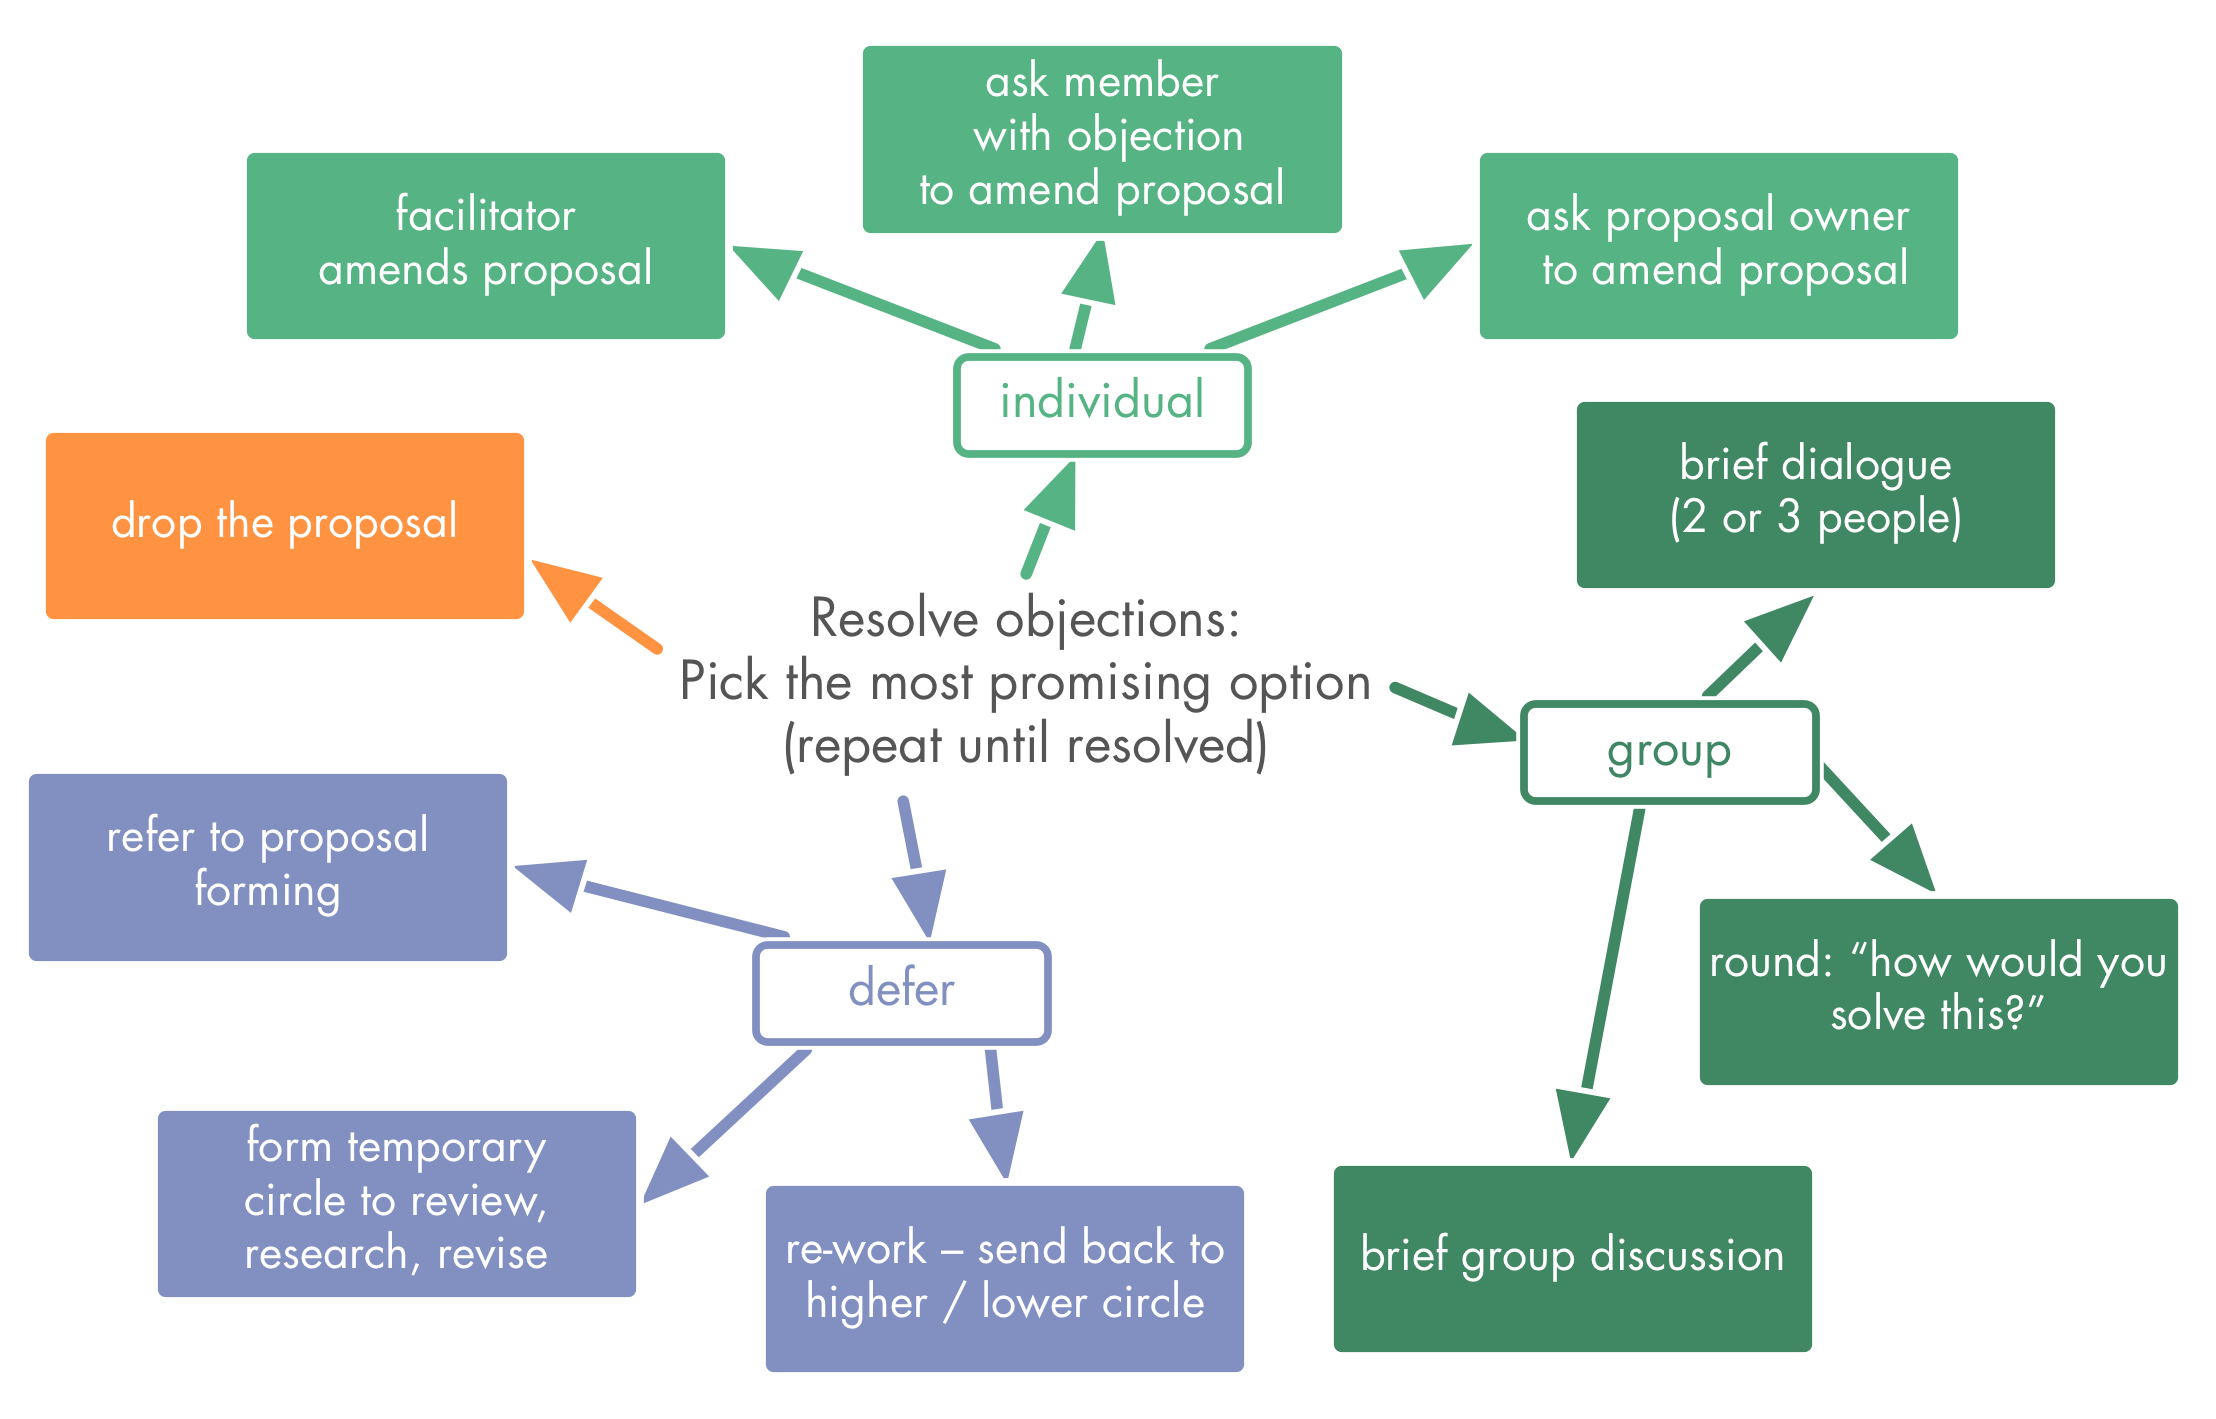 ask member
with objection
to amend proposal
facilitator
amends proposal
ask proposal owner
to amend proposal
individual
brief dialogue
(2 or 3 people)
drop the proposal
Resolve objections:
Pick the most promising option
(repeat until resolved)
group
refer to proposal
forming
defer
round: “how would you
solve this?”
form temporary
circle to review,
research, revise
re-work – send back to
higher / lower circle
brief group discussion